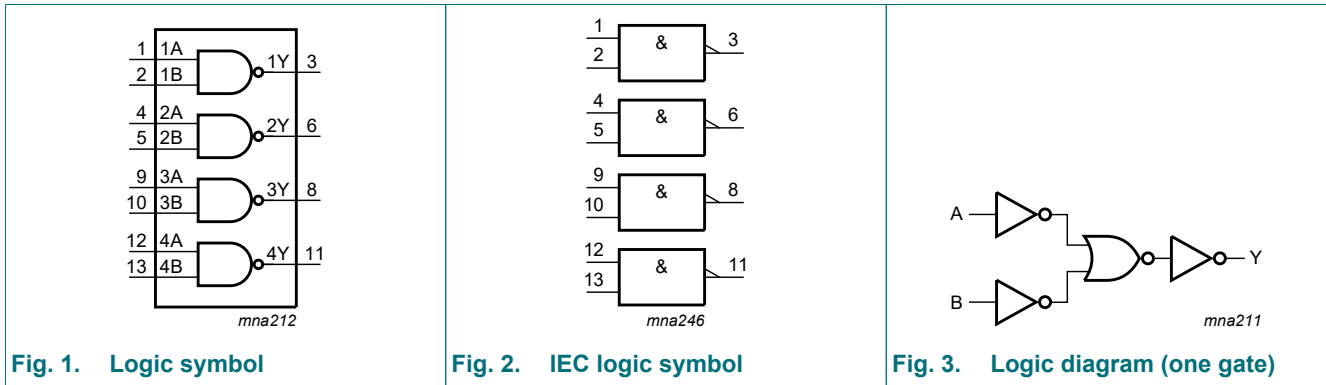 1 1A
2 1B
1Y 3
4 2A
5 2B
2Y 6
9 3A
10 3B
3Y 8
12 4A
13 4B
4Y 11
mna212
Fig. 1. Logic symbol
1
2
&
3
4
5
&
6
9
10
&
8
12
13
&
11
mna246
Fig. 2. IEC logic symbol
A
B
Y
mna211
Fig. 3. Logic diagram (one gate)